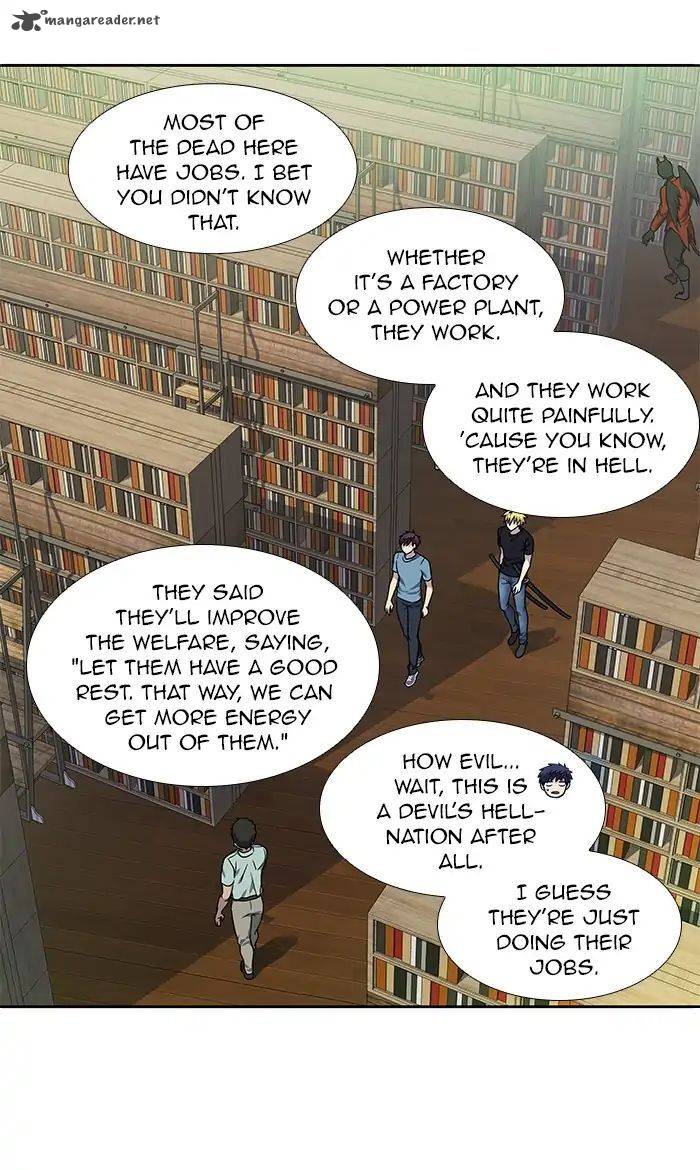 mangareader.net
MOST OF
THE DEAD HERE
HAVE JOBS. I BET
YOU DIDN'T KNOW
THAT.
WHETHER
IT'S A FACTORY
OR A POWER PLANT,
THEY WORK.
AND THEY WORK
QUITE PAINFULLY.
'CAUSE YOU KNOW,
THEY'RE IN HELL.
THEY SAID
THEY'LL IMPROVE
THE WELFARE, SAYING,
"LET THEM HAVE A GOOD
REST. THAT WAY, WE CAN
GET MORE ENERGY
OUT OF THEM."
HOW EVIL...
WAIT, THIS IS
A DEVIL'S HELL-
NATION AFTER
ALL.
I GUESS
THEY'RE JUST
DOING THEIR
JOBS.